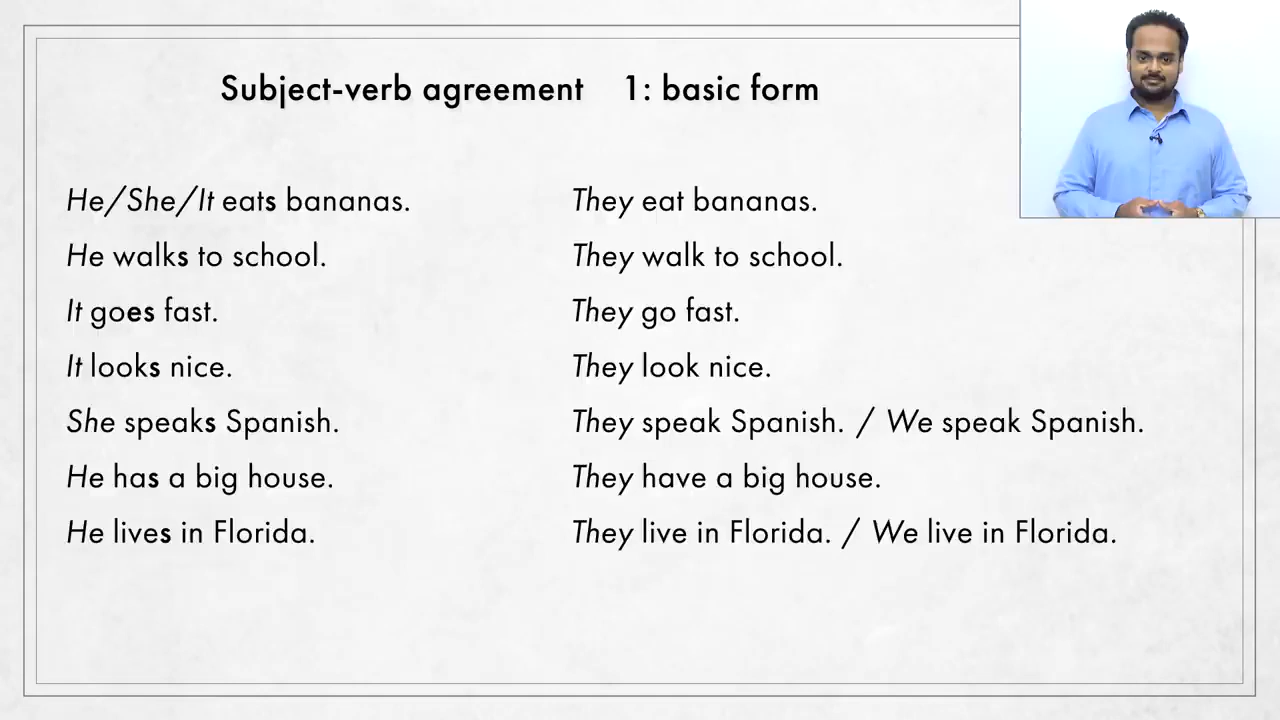 Subject-verb agreement 1: basic form
He/She/It eats bananas.
They eat bananas.
He walks to school.
They walk to school.
It goes fast.
They go fast.
It looks nice.
They look nice.
She speaks Spanish.
They speak Spanish. / We speak Spanish.
He has a big house.
They have a big house.
He lives in Florida.
They live in Florida. / We live in Florida.